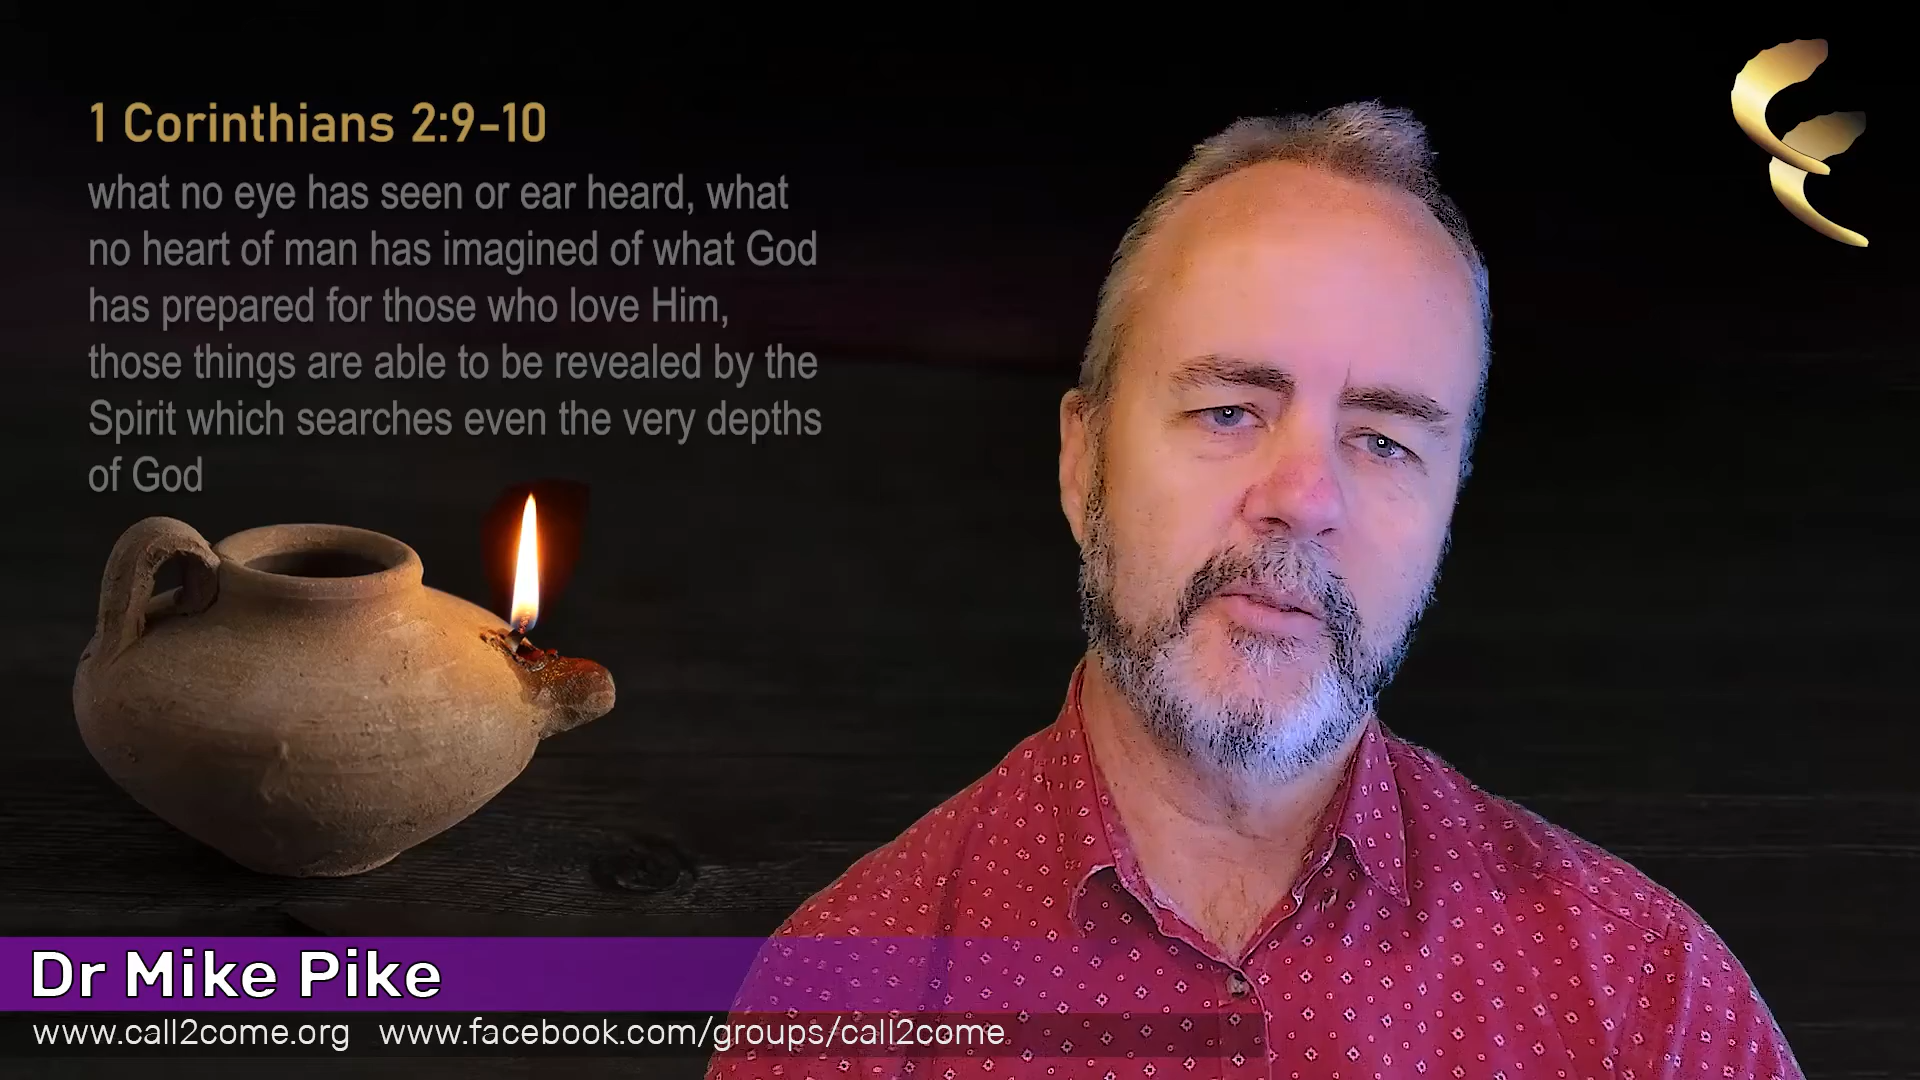 1 Corinthians 2:9-10
what no eye has seen or ear heard, what
no heart of man has imagined of what God
has prepared for those who love Him,
those things are able to be revealed by the
Spirit which searches even the very depths
of God
Dr Mike Pike
www.call2come.org www.facebook.com/groups/call2come